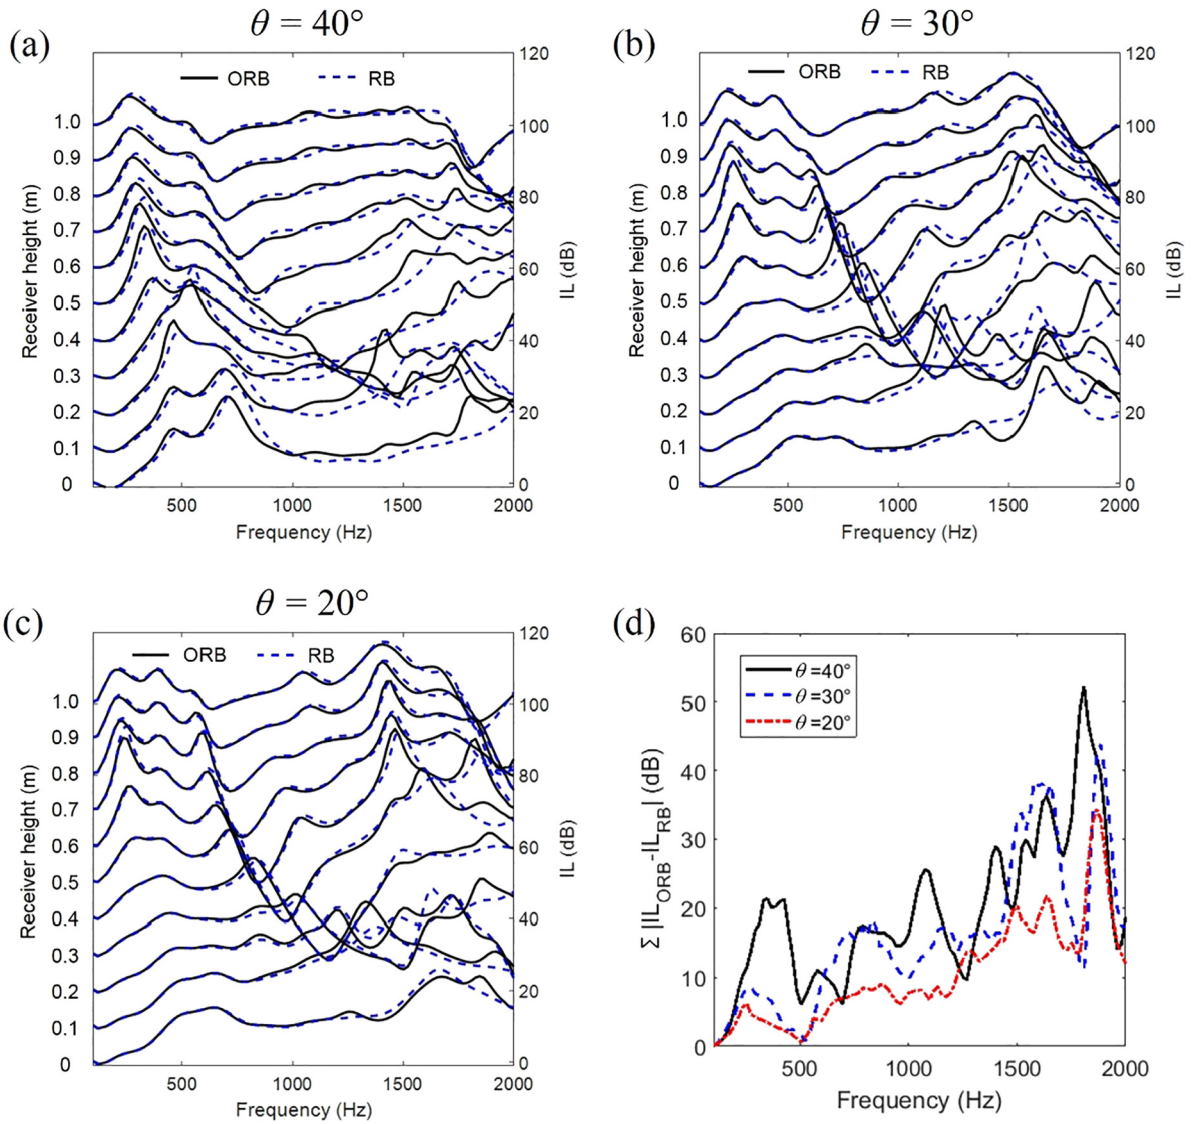 (a)
θ = 40°
ORB
RB
120
100
80
60
40
20
0
IL (dB)
1.0
0.9
0.8
0.7
0.6
0.5
0.4
0.3
0.2
0.1
0
Receiver height (m)
500 1000 1500 2000
Frequency (Hz)
(b)
θ = 30°
ORB
RB
120
100
80
60
40
20
0
IL (dB)
1.0
0.9
0.8
0.7
0.6
0.5
0.4
0.3
0.2
0.1
0
Receiver height (m)
500 1000 1500 2000
Frequency (Hz)
(c)
θ = 20°
ORB
RB
120
100
80
60
40
20
0
IL (dB)
1.0
0.9
0.8
0.7
0.6
0.5
0.4
0.3
0.2
0.1
0
Receiver height (m)
500 1000 1500 2000
Frequency (Hz)
(d)
θ =40°
θ =30°
θ =20°
60
50
40
30
20
10
0
Σ ||IL_ORB-IL_RB| (dB)
500 1000 1500 2000
Frequency (Hz)